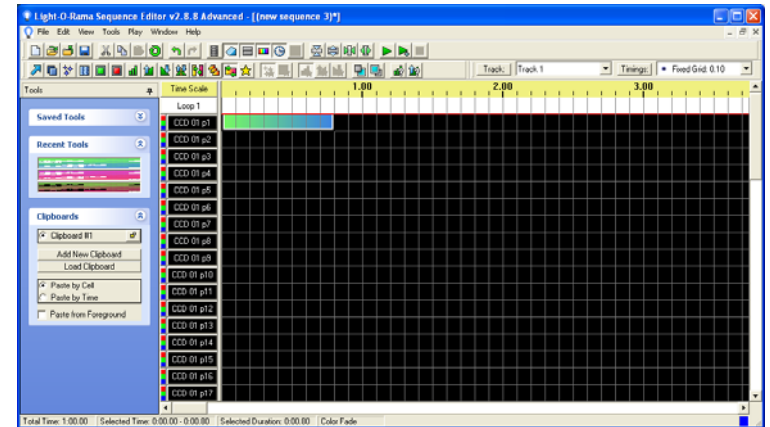 Light-O-Rama Sequence Editor v2.8.8 Advanced - [(new sequence 3)*]
File Edit View Tools Play Window Help
Track: Track 1 Timings: Fixed Grid: 0.10
Tools
Time Scale 1.00 2.00 3.00
Loop 1
Saved Tools
CCD 01 p1
CCD 01 p2
Recent Tools
CCD 01 p3
CCD 01 p4
CCD 01 p5
CCD 01 p6
Clipboards
CCD 01 p7
Clipboard #1
CCD 01 p8
Add New Clipboard
CCD 01 p9
Load Clipboard
CCD 01 p10
Paste by Cell
CCD 01 p11
Paste by Time
CCD 01 p12
Paste from Foreground
CCD 01 p13
CCD 01 p14
CCD 01 p15
CCD 01 p16
CCD 01 p17
Total Time: 1:00.00 Selected Time: 0:00.00 - 0:00.80 Selected Duration: 0:00.80 Color Fade